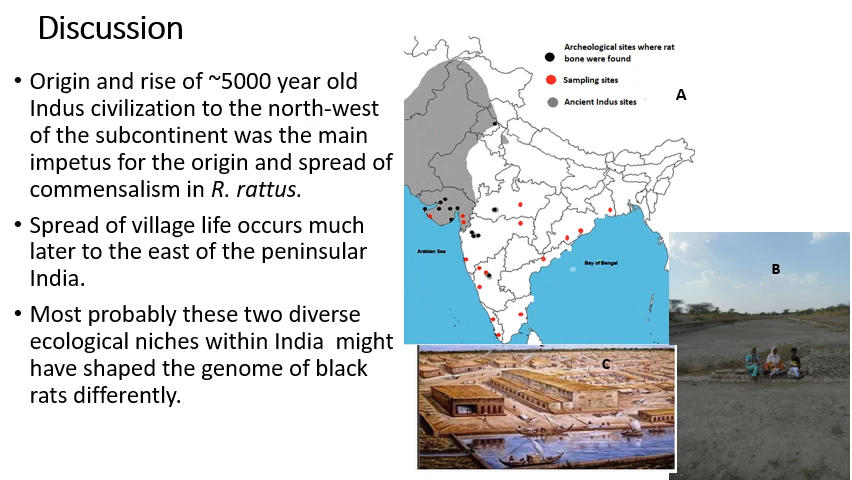 Discussion
• Origin and rise of ~5000 year old
Indus civilization to the north-west
of the subcontinent was the main
impetus for the origin and spread of
commensalism in R. rattus.
• Spread of village life occurs much
later to the east of the peninsular
India.
• Most probably these two diverse
ecological niches within India  might
have shaped the genome of black
rats differently.
Archeological sites where rat
bone were found
Sampling sites
Ancient Indus sites
A
Arabian Sea
Bay of Bengal
B
C